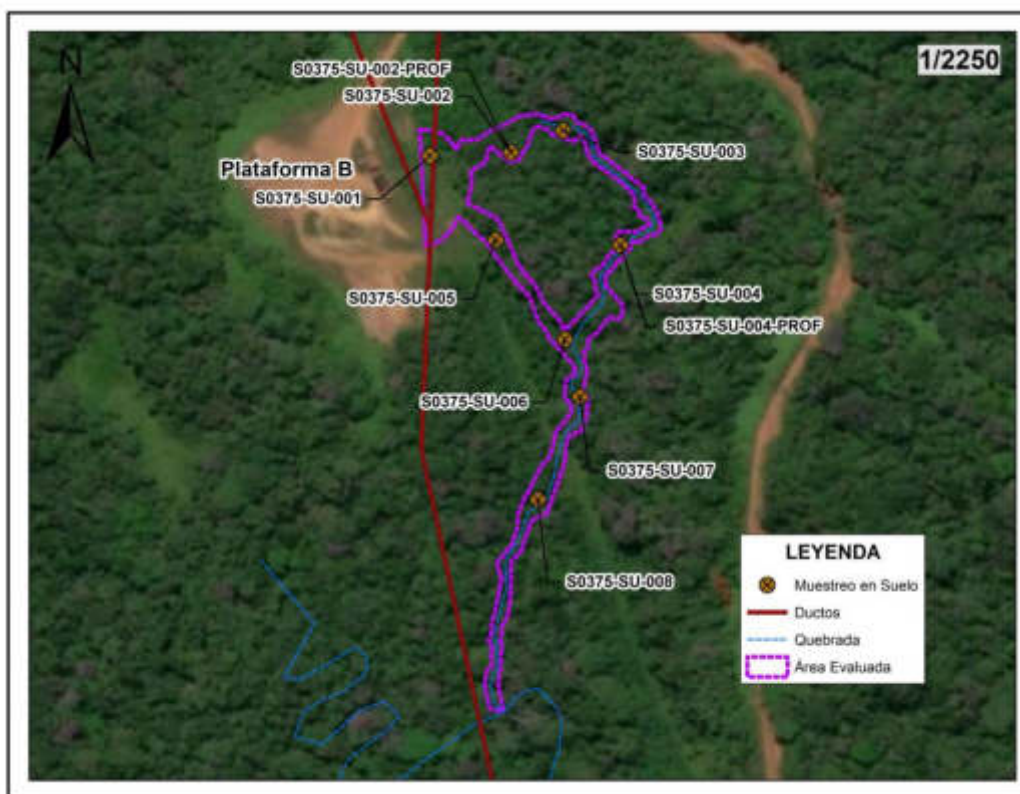 N
1/2250
S0375-SU-002-PROF
S0375-SU-002
S0375-SU-003
Plataforma B
S0375-SU-001
S0375-SU-005
S0375-SU-004
S0375-SU-004-PROF
S0375-SU-006
S0375-SU-007
S0375-SU-008
LEYENDA
Muestreo en Suelo
Ductos
Quebrada
Área Evaluada